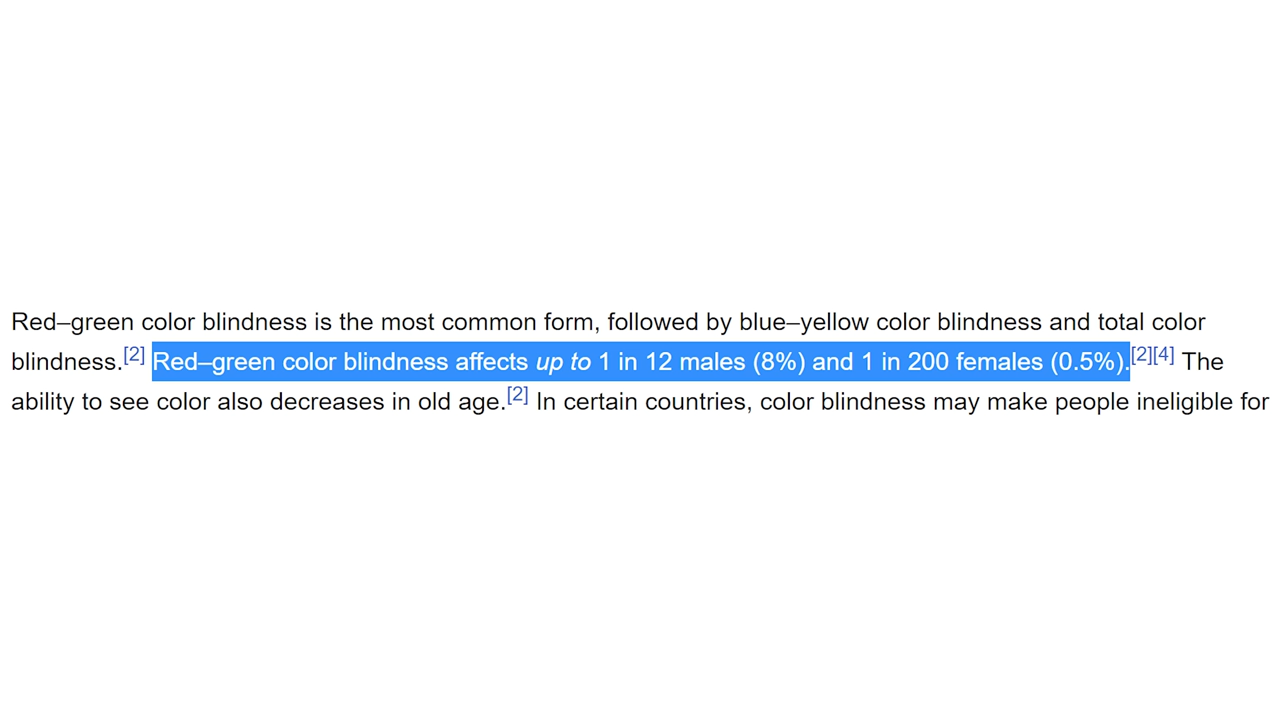 Red–green color blindness is the most common form, followed by blue–yellow color blindness and total color
blindness.[2] Red–green color blindness affects up to 1 in 12 males (8%) and 1 in 200 females (0.5%).[2][4] The
ability to see color also decreases in old age.[2] In certain countries, color blindness may make people ineligible for